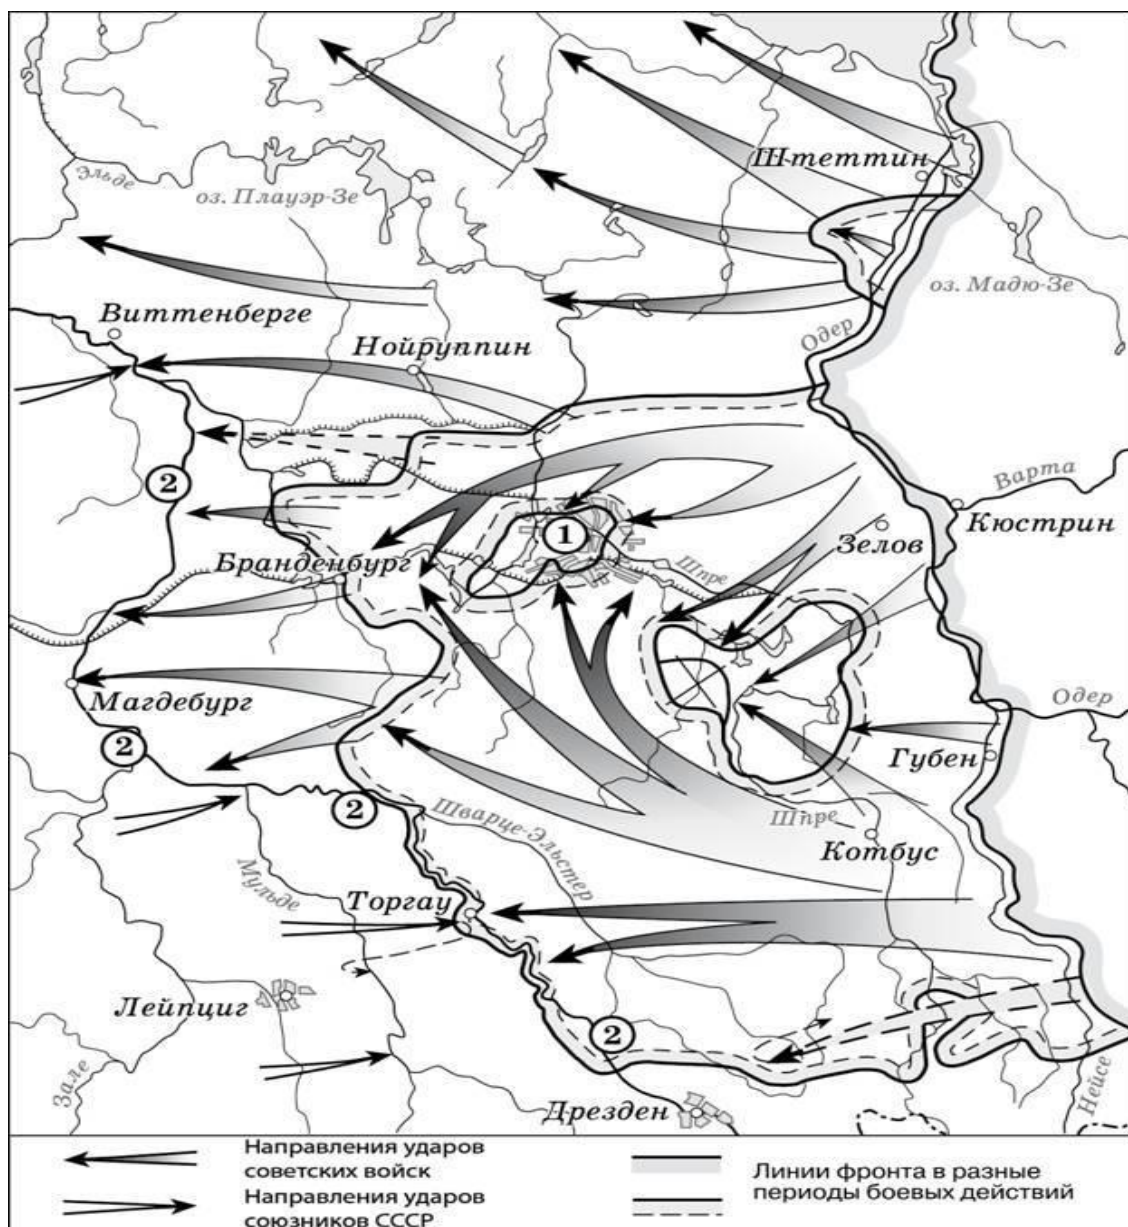 Штеттин
Эльде
оз. Плауэр-Зе
оз. Мадю-Зе
Виттенберге
Одер
Нойруппин
2
Варта
Кюстрин
1
Зелов
Бранденбург
Шпре
Магдебург
Одер
2
Губен
2
Шварце-Эльстер
Шпре
Котбус
Мульде
Торгау
Лейпциг
2
Зале
Нейсе
Дрезден
Направления ударов
советских войск
Направления ударов
союзников СССР
Линии фронта в разные
периоды боевых действий